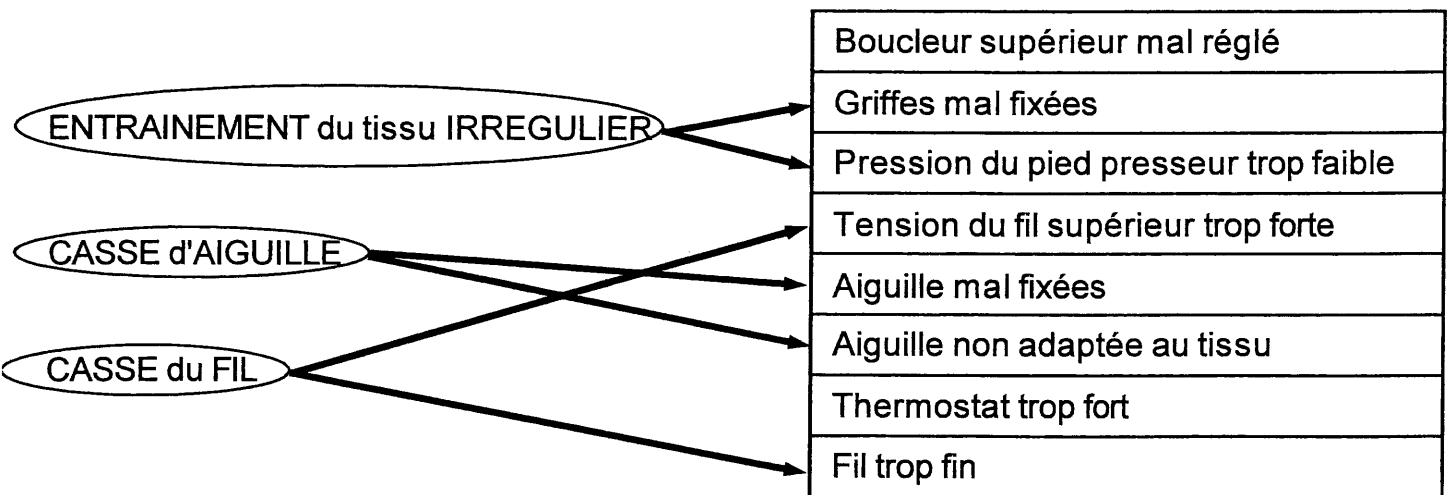 Boucleur supérieur mal réglé
ENTRAINEMENT du tissu IRREGULIER
Griffes mal fixées
Pression du pied presseur trop faible
CASSE d'AIGUILLE
Tension du fil supérieur trop forte
Aiguille mal fixées
Aiguille non adaptée au tissu
CASSE du FIL
Thermostat trop fort
Fil trop fin